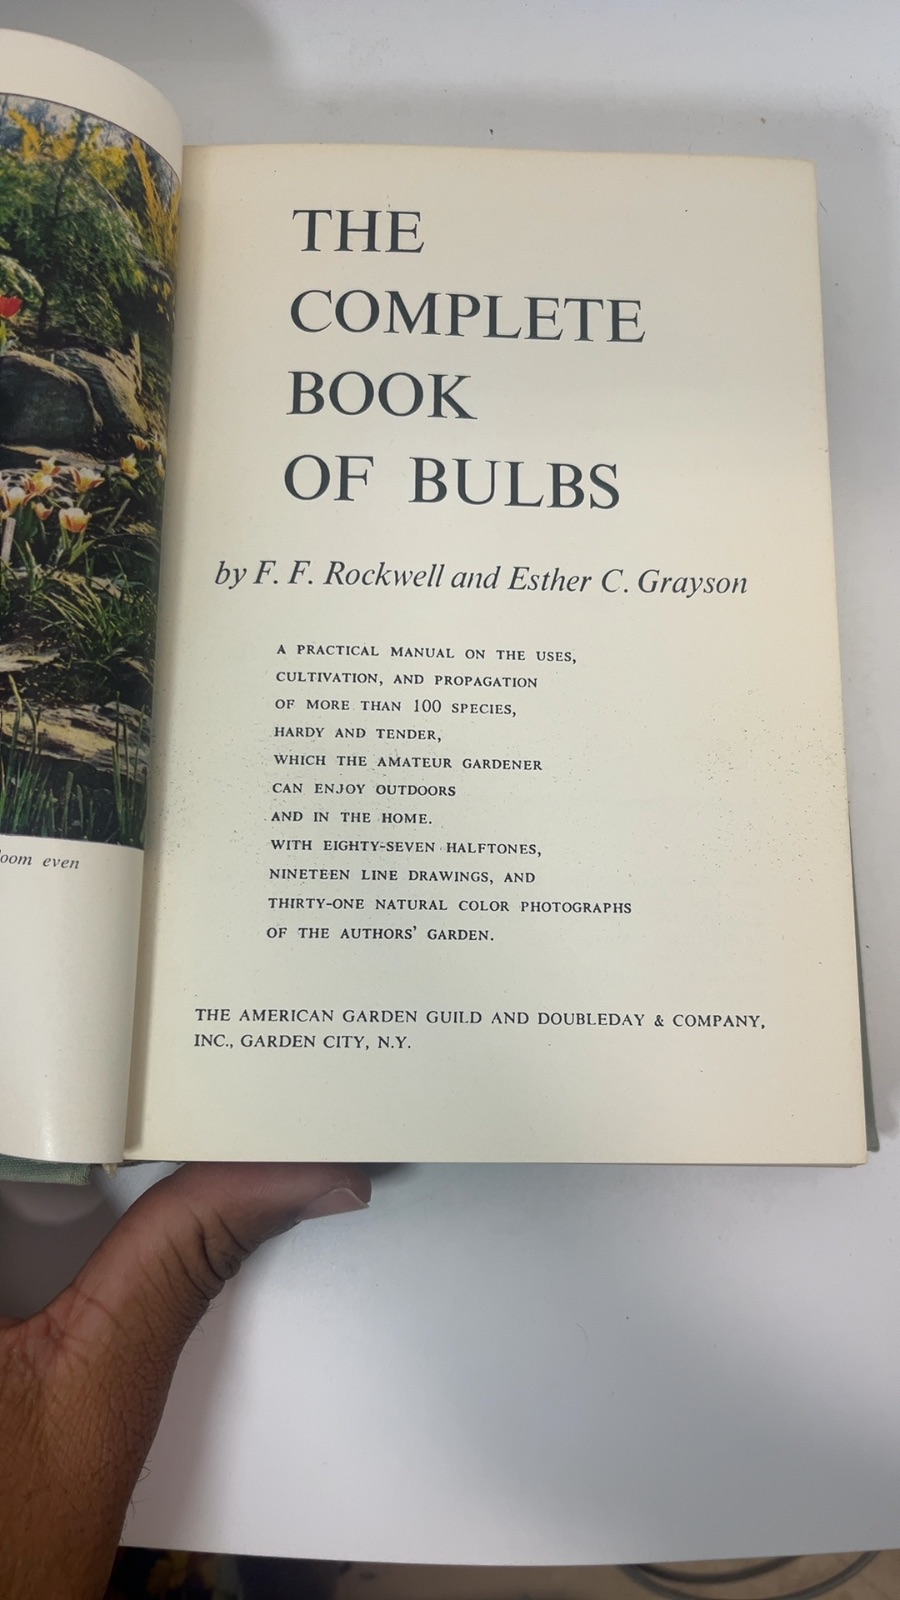 THE
COMPLETE
BOOK
OF BULBS
by F. F. Rockwell and Esther C. Grayson
A PRACTICAL MANUAL ON THE USES,
CULTIVATION, AND PROPAGATION
OF MORE THAN 100 SPECIES,
HARDY AND TENDER,
WHICH THE AMATEUR GARDENER
CAN ENJOY OUTDOORS
AND IN THE HOME.
WITH EIGHTY-SEVEN HALFTONES,
NINETEEN LINE DRAWINGS, AND
THIRTY-ONE NATURAL COLOR PHOTOGRAPHS
OF THE AUTHORS' GARDEN.
THE AMERICAN GARDEN GUILD AND DOUBLEDAY & COMPANY,
INC., GARDEN CITY, N.Y.
even